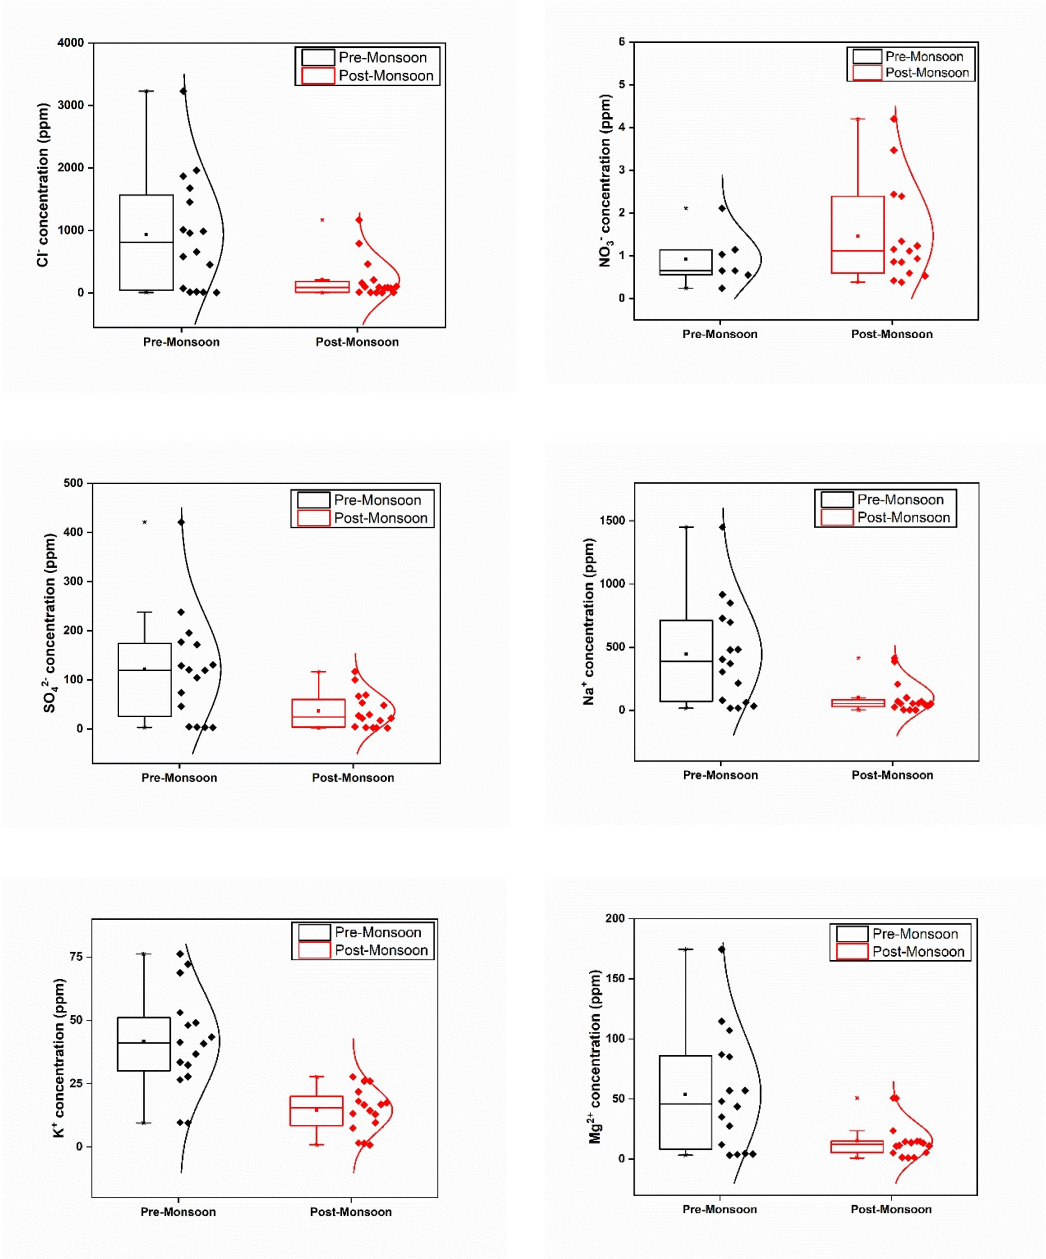 4000
3000
2000
1000
0
Cl⁻ concentration (ppm)
Pre-Monsoon
Post-Monsoon
Pre-Monsoon
Post-Monsoon
6
5
4
3
2
1
0
NO₃⁻ concentration (ppm)
Pre-Monsoon
Post-Monsoon
Pre-Monsoon
Post-Monsoon
500
400
300
200
100
0
SO₄²⁻ concentration (ppm)
Pre-Monsoon
Post-Monsoon
Pre-Monsoon
Post-Monsoon
1500
1000
500
0
Na⁺ concentration (ppm)
Pre-Monsoon
Post-Monsoon
Pre-Monsoon
Post-Monsoon
75
50
25
0
K⁺ concentration (ppm)
Pre-Monsoon
Post-Monsoon
Pre-Monsoon
Post-Monsoon
200
150
100
50
0
Mg²⁺ concentration (ppm)
Pre-Monsoon
Post-Monsoon
Pre-Monsoon
Post-Monsoon